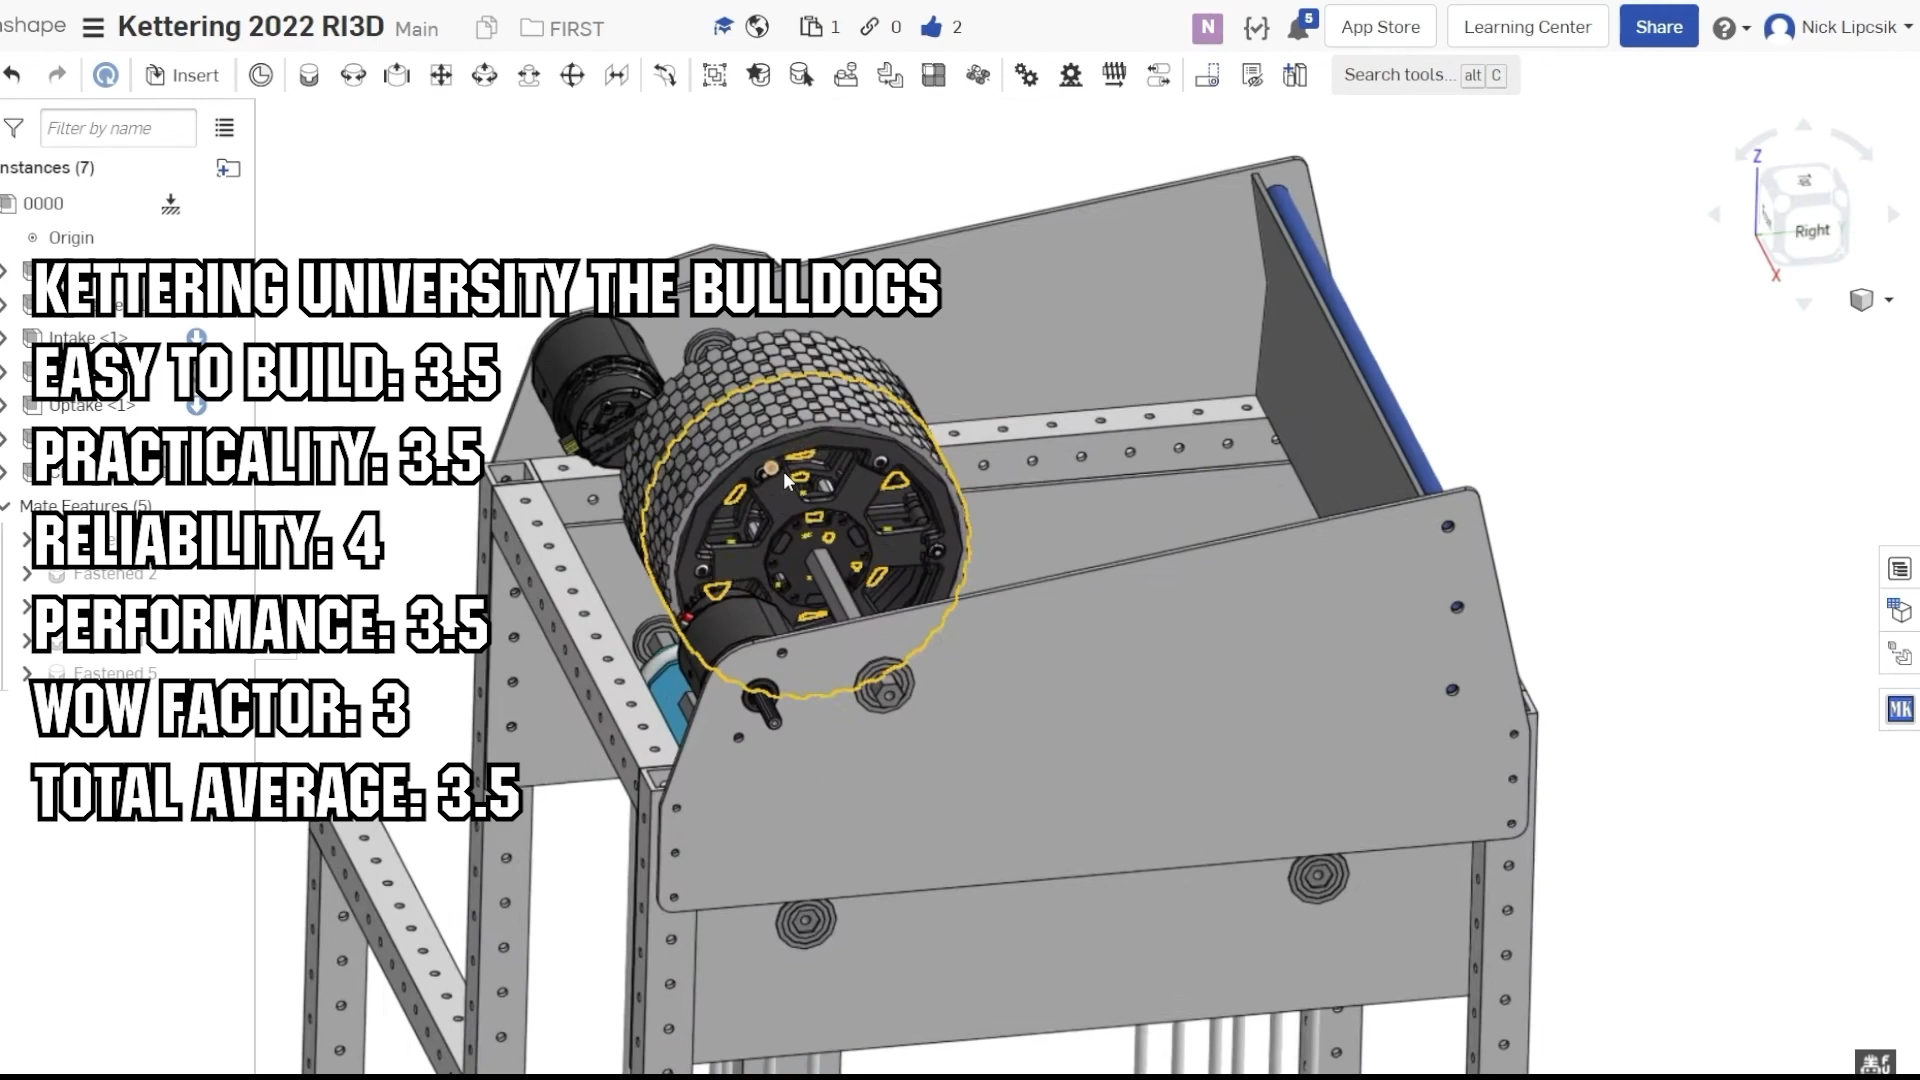 nshape Kettering 2022 RI3D Main FIRST 1 0 2 N 5 App Store Learning Center Share Nick Lipcsik
Insert Search tools... alt C
Filter by name
nstances (7)
0000
Origin
KETTERING UNIVERSITY THE BULLDOGS
Intake <1>
EASY TO BUILD: 3.5
Uptake <1>
PRACTICALITY: 3.5
Mate Features (5)
RELIABILITY: 4
Fastened 2
PERFORMANCE: 3.5
Fastened 5
WOW FACTOR: 3
TOTAL AVERAGE: 3.5
Z
Right
X
MK